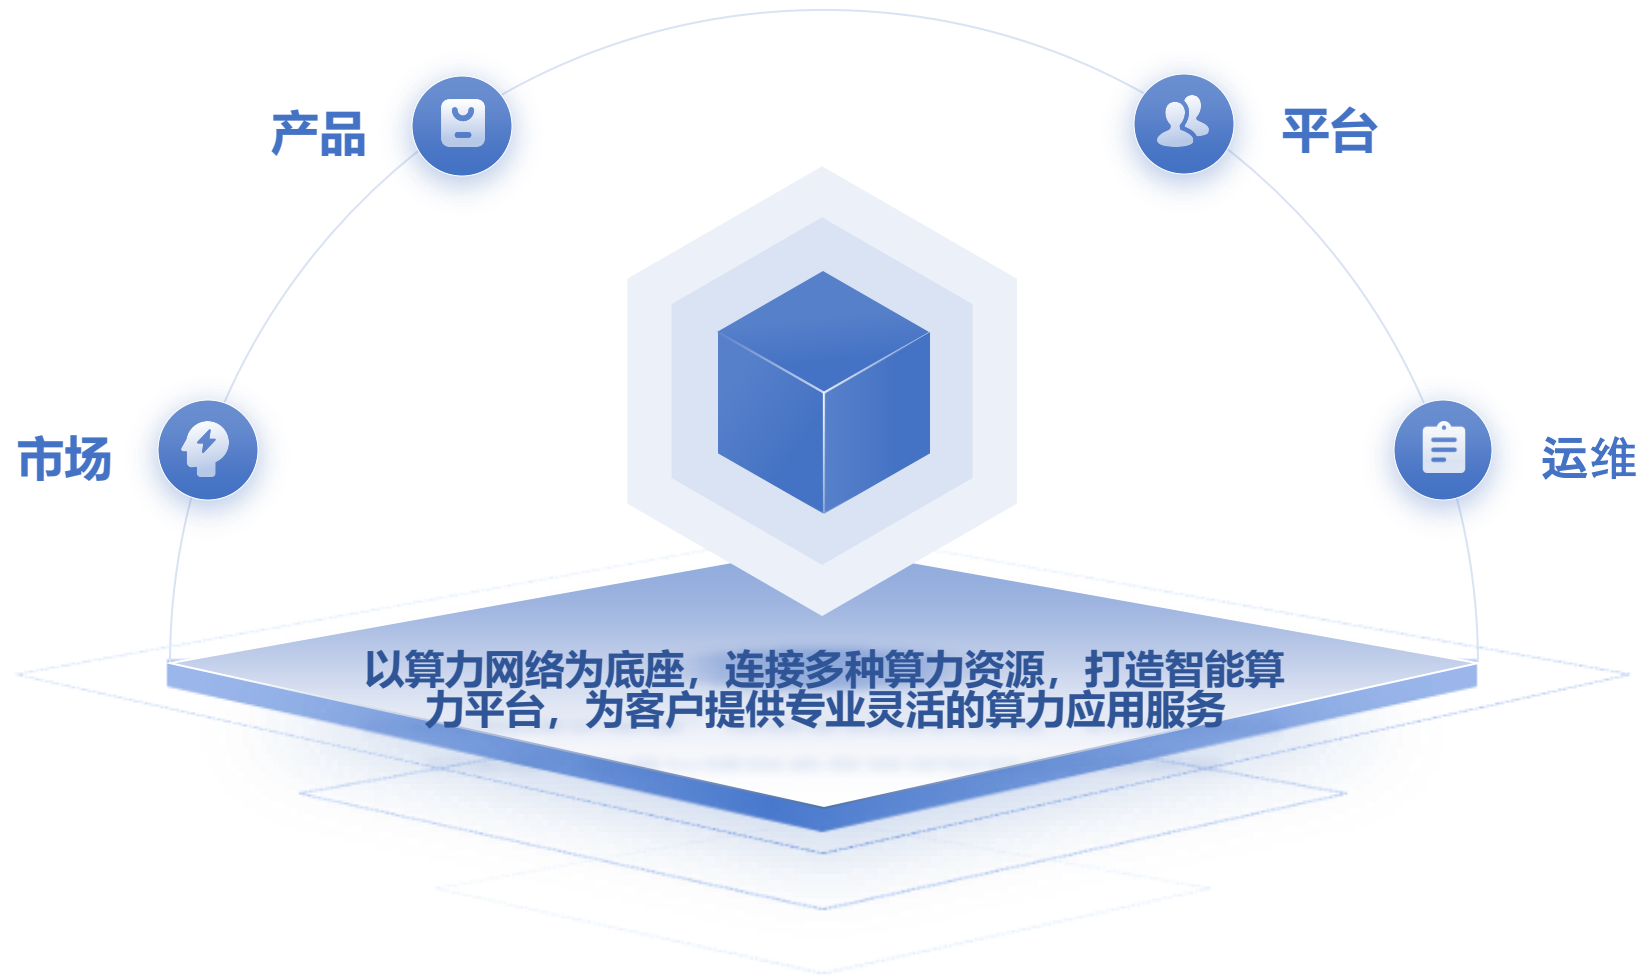 产品
平台
市场
运维
以算力网络为底座，连接多种算力资源，打造智能算
力平台，为客户提供专业灵活的算力应用服务